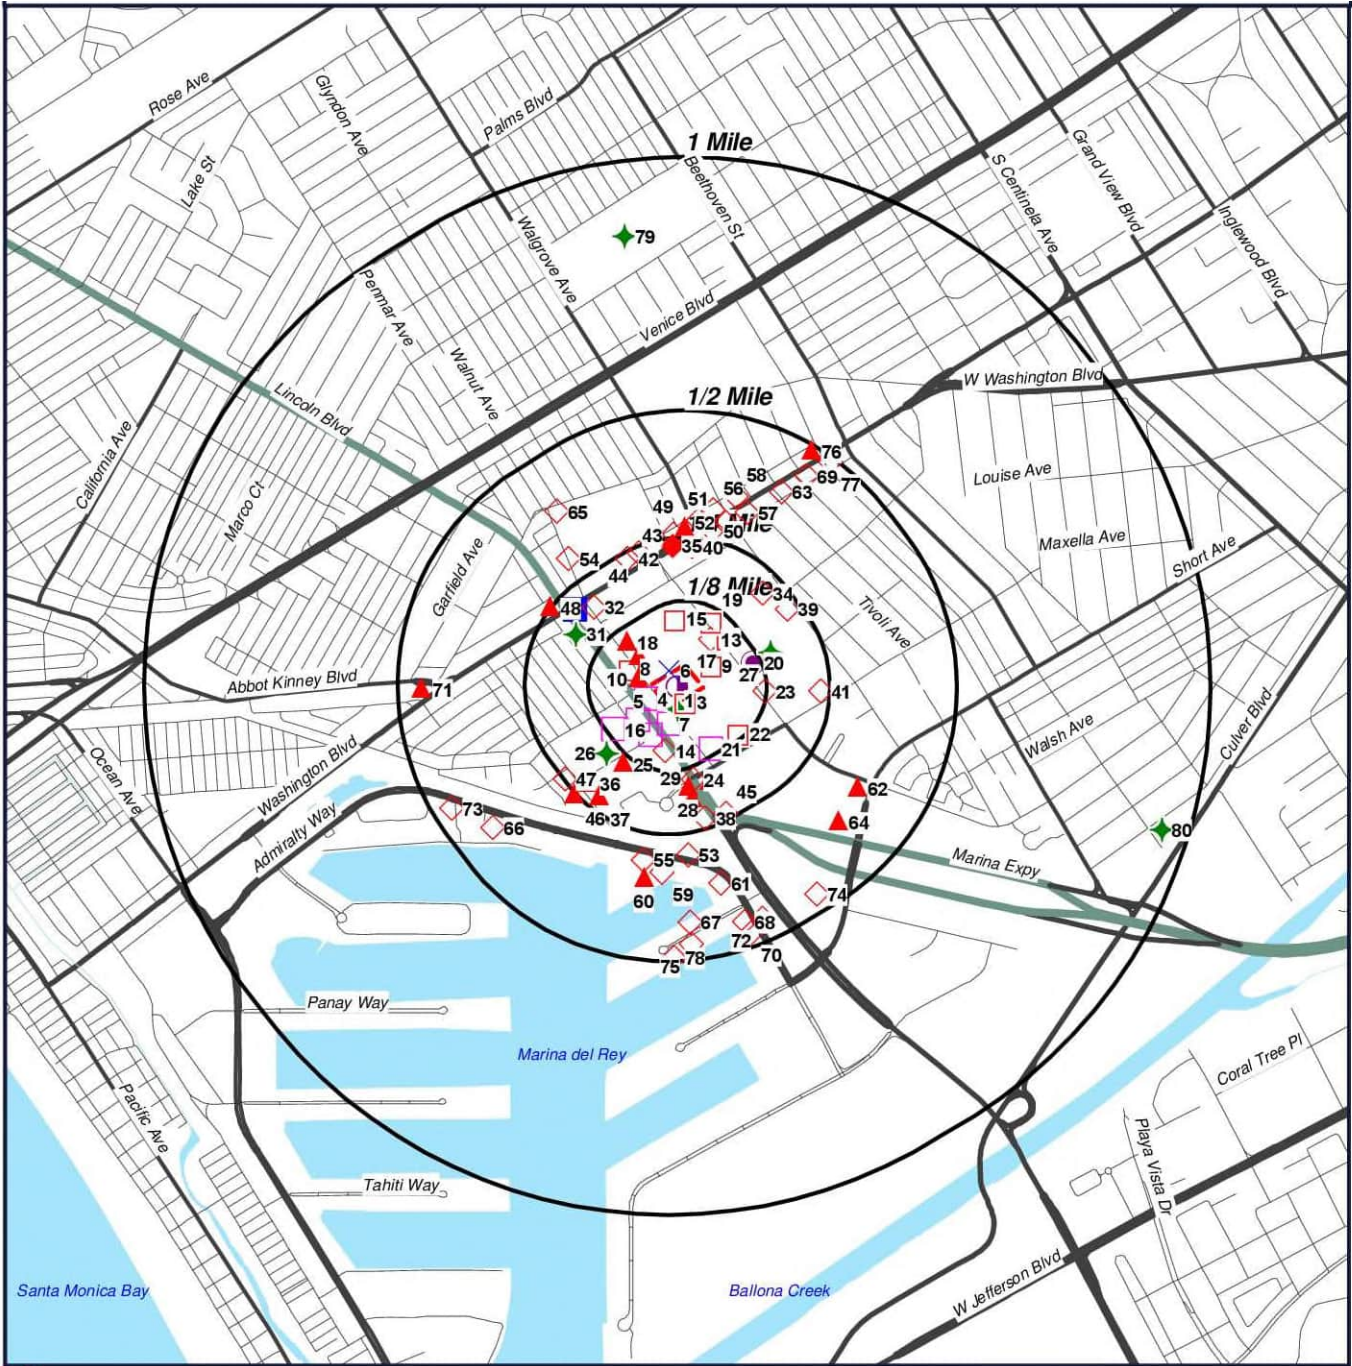 Rose Ave
Glyndon Ave
Palms Blvd
Lake St
1 Mile
Beethoven St
S Centinela Ave
Grand View Blvd
Inglewood Blvd
Walgrove Ave
79
Penmar Ave
Venice Blvd
Walnut Ave
W Washington Blvd
1/2 Mile
Lincoln Blvd
California Ave
Marco Ct
76
Louise Ave
58
69
77
56
63
51
49
57
65
52
Mile
50
43
35
40
Maxella Ave
Short Ave
54
42
44
Garfield Ave
1/8 Mile
34
19
48
32
39
Tivoli Ave
15
31
18
13
17
9
20
8
6
27
10
Abbot Kinney Blvd
71
23
41
5
4
1
3
7
16
22
Walsh Ave
Culver Blvd
14
21
26
25
Ocean Ave
Washington Blvd
47
36
29
24
62
45
28
46
37
38
73
66
64
80
Admiralty Way
55
53
Marina Expy
61
74
60
59
67
68
72
70
78
75
Panay Way
Marina del Rey
Coral Tree Pl
Pacific Ave
Playa Vista Dr
Tahiti Way
Santa Monica Bay
Ballona Creek
W Jefferson Blvd